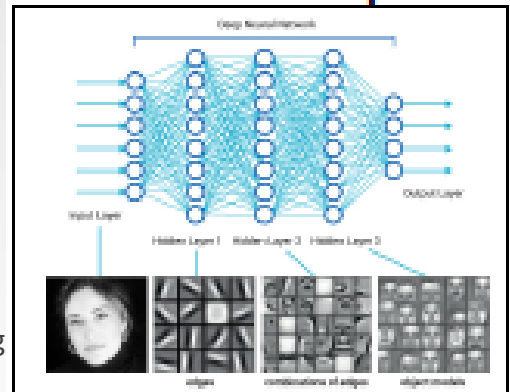 Deep Neural Network
Input Layer
Output Layer
Hidden Layer 1 Hidden Layer 2 Hidden Layer 3
edges
combinations of edges
object models
g